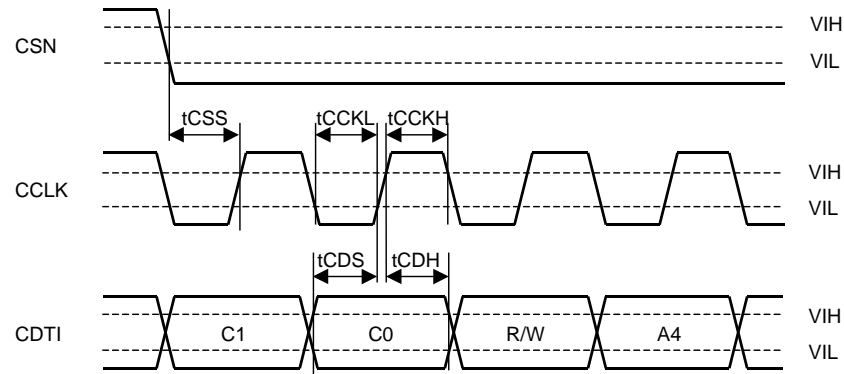 CSN
VIH
VIL
tCSS
tCCKL
tCCKH
CCLK
VIH
VIL
tCDS
tCDH
CDTI
C1
C0
R/W
A4
VIH
VIL